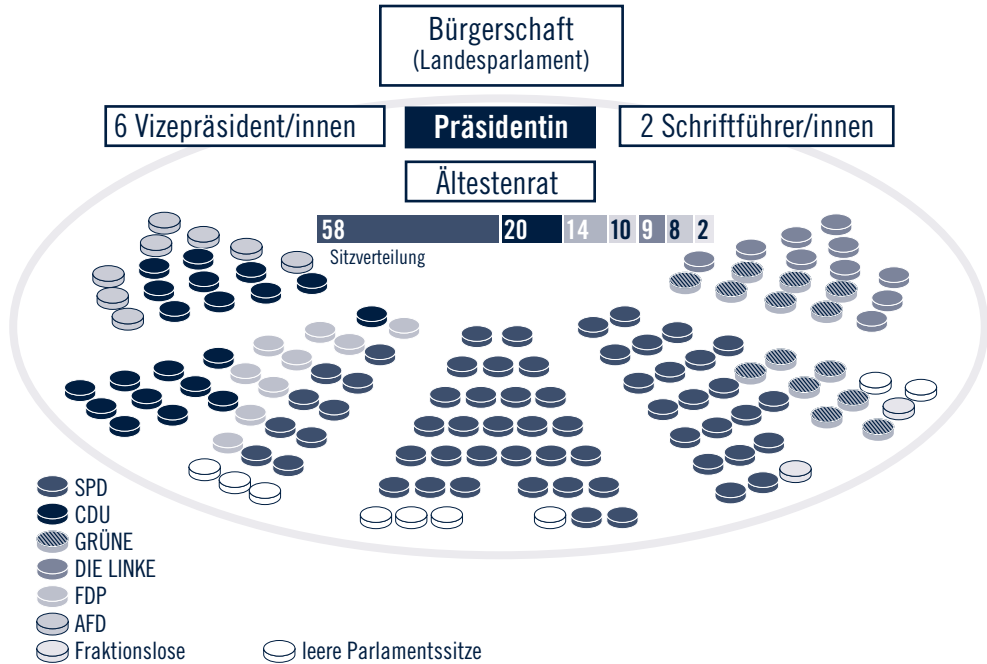 Bürgerschaft
(Landesparlament)
6 Vizepräsident/innen
Präsidentin
2 Schriftführer/innen
Ältestenrat
58 20 14 10 9 8 2
Sitzverteilung
SPD
CDU
GRÜNE
DIE LINKE
FDP
AFD
Fraktionslose
leere Parlamentssitze